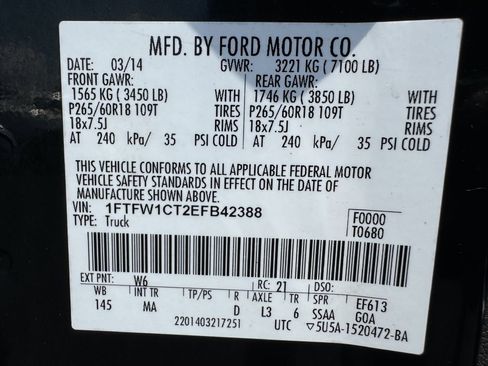 MFD. BY FORD MOTOR CO.
DATE: 03/14 GVWR: 3221 KG ( 7100 LB)
FRONT GAWR: REAR GAWR:
1565 KG ( 3450 LB) WITH 1746 KG ( 3850 LB) WITH
P265/60R18 109T TIRES P265/60R18 109T TIRES
18x7.5J RIMS 18x7.5J RIMS
AT 240 kPa/ 35 PSI COLD AT 240 kPa/ 35 PSI COLD
THIS VEHICLE CONFORMS TO ALL APPLICABLE FEDERAL MOTOR
VEHICLE SAFETY STANDARDS IN EFFECT ON THE DATE OF
MANUFACTURE SHOWN ABOVE.
VIN: 1FTFW1CT2EFB42388 F0000
TYPE: Truck T0680
EXT PNT: W6 RC: 21 DSO:
WB INT TR TP/PS R AXLE TR SPR EF613
145 MA D L3 6 SSAA GOA
2201403217251 UTC ▽5U5A-1520472-BA